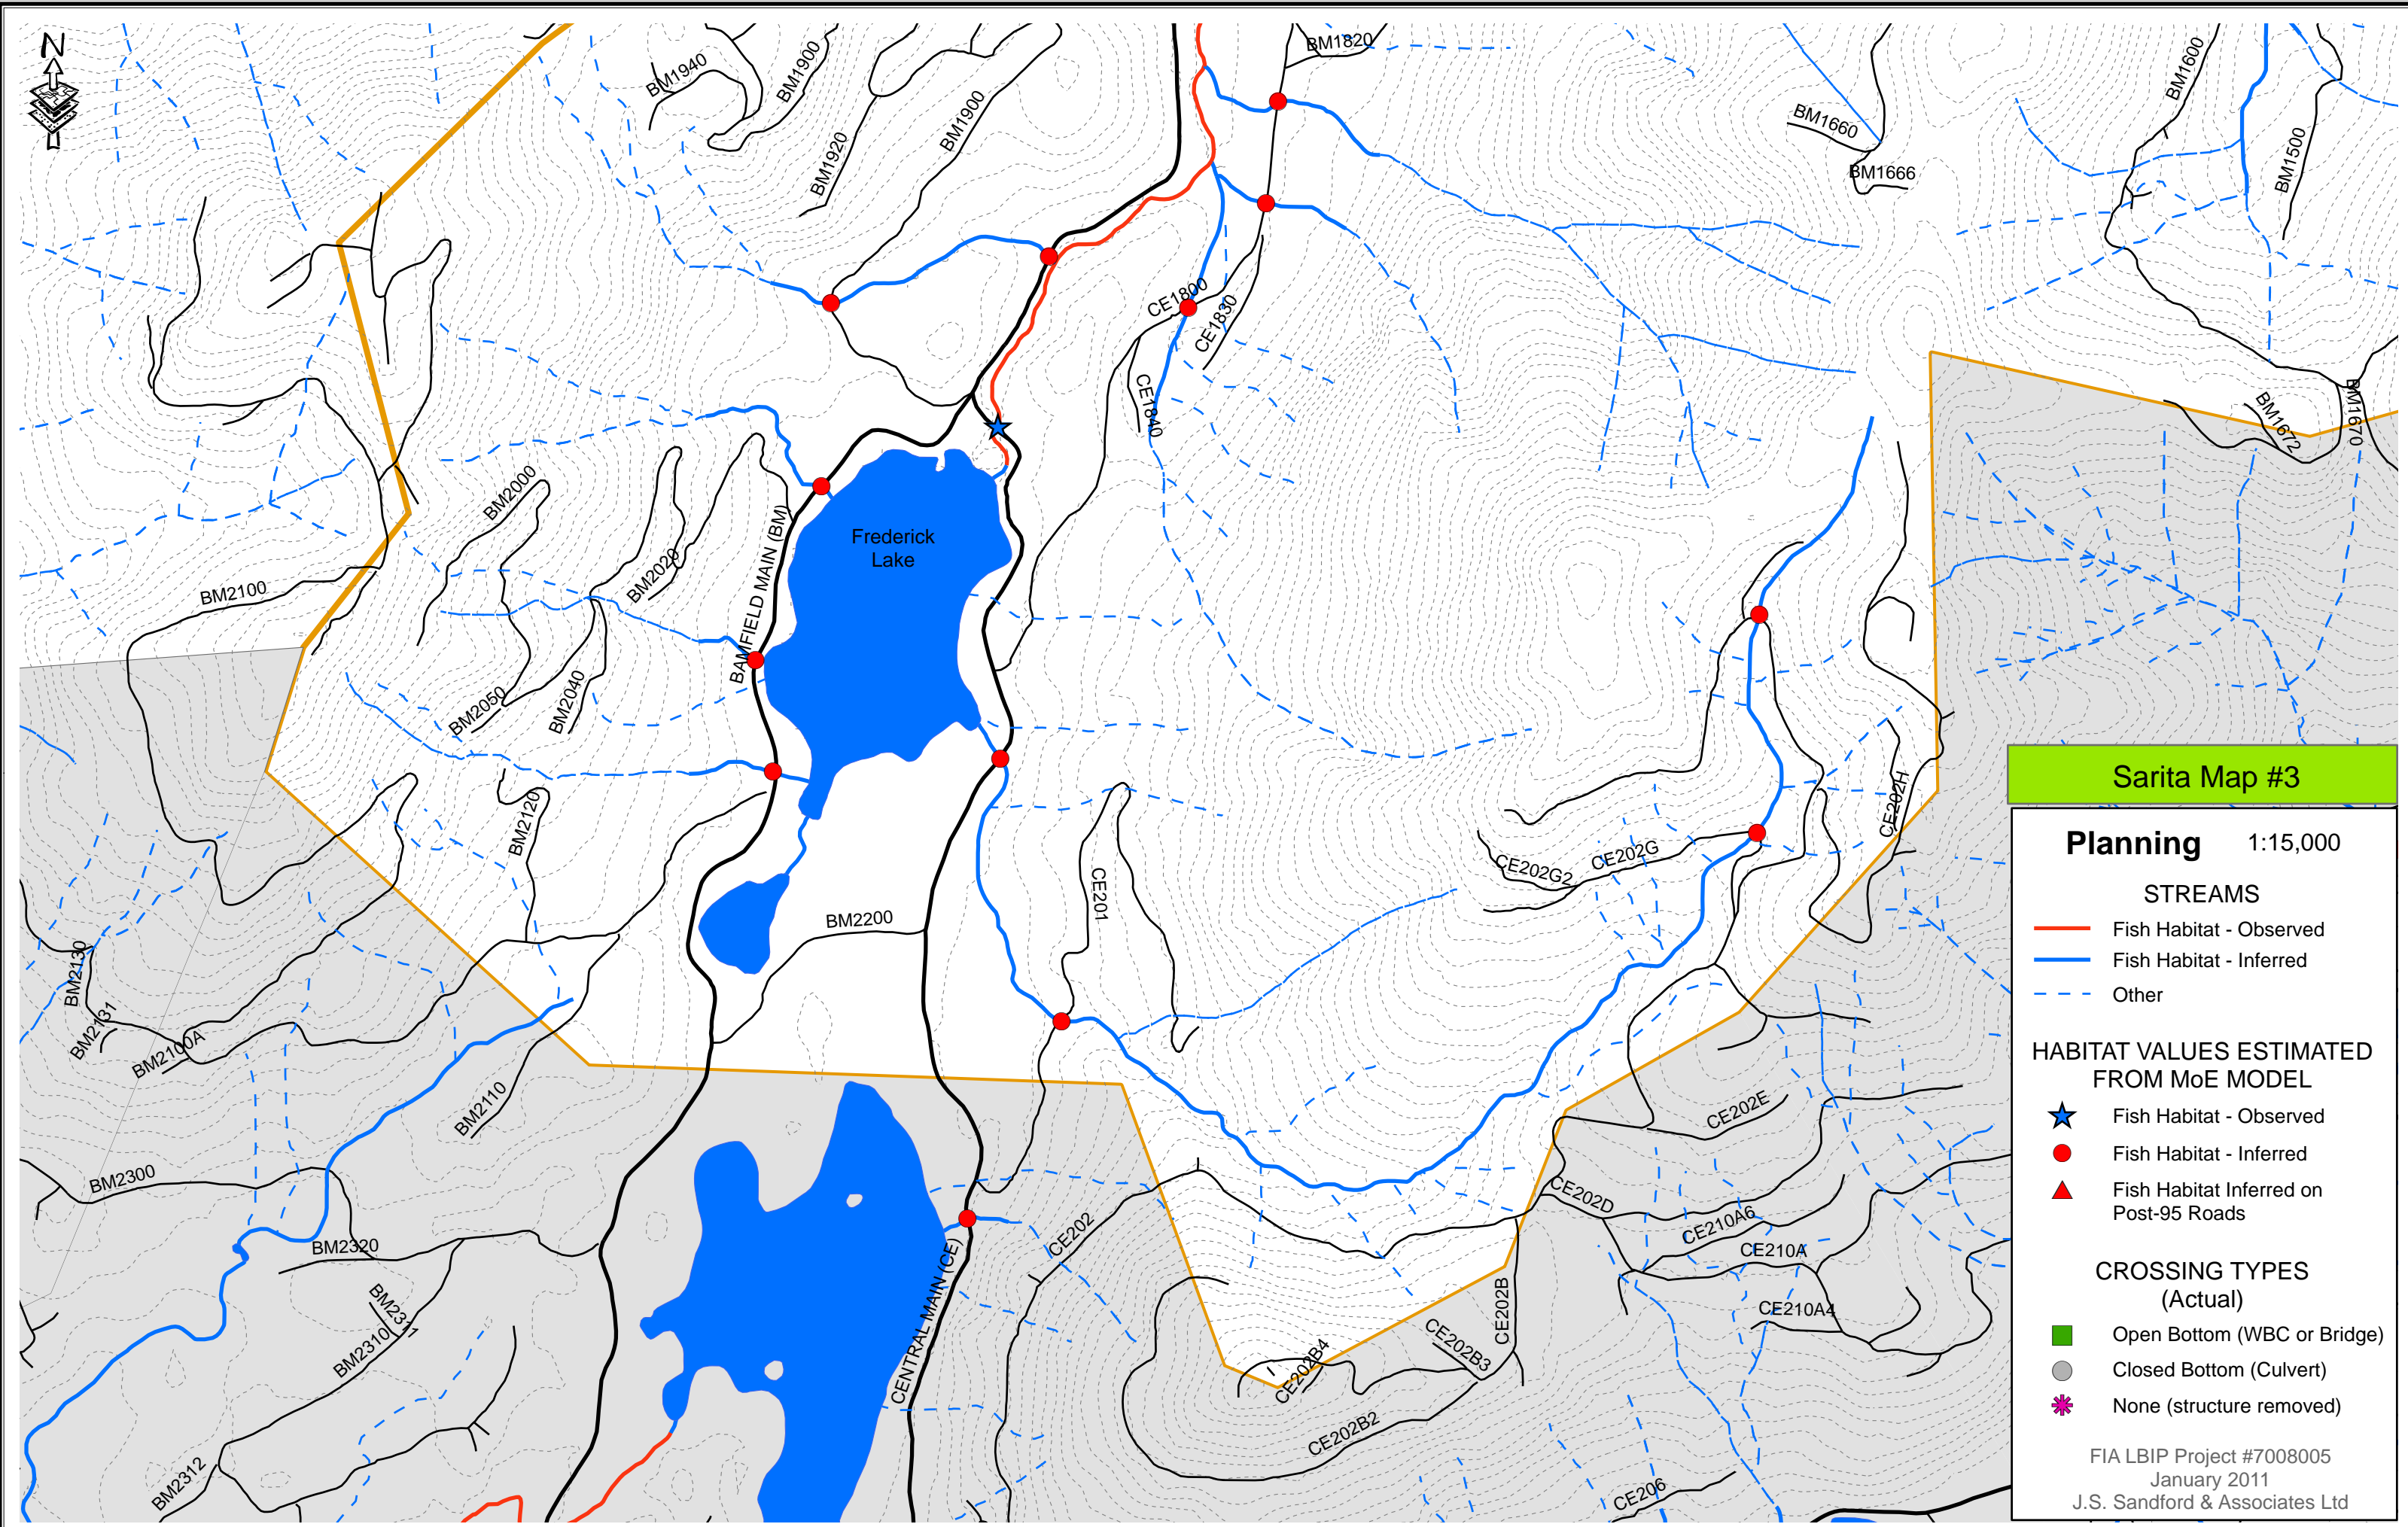 N
BM1940
BM1900
BM1820
BM1600
BM1920
BM1900
BM1660
BM1666
BM1500
CE1800
CE1830
CE1840
BM1672
BM1670
BM2000
BM2020
BAMFIELD MAIN (BM)
Frederick
Lake
BM2100
BM2050
BM2040
BM2120
CE202H
CE202G2
CE202G
CE201
BM2200
BM2130
BM2131
BM2100A
BM2110
CE202E
BM2300
BM2320
CE202
CE202D
CE210A6
CE210A
CE210A4
BM2311
BM2310
CENTRAL MAIN (CE)
CE202B
CE202B3
CE202B4
CE202B2
BM2312
CE206
Sarita Map #3
Planning 1:15,000
STREAMS
Fish Habitat - Observed
Fish Habitat - Inferred
Other
HABITAT VALUES ESTIMATED
FROM MoE MODEL
Fish Habitat - Observed
Fish Habitat - Inferred
Fish Habitat Inferred on
Post-95 Roads
CROSSING TYPES
(Actual)
Open Bottom (WBC or Bridge)
Closed Bottom (Culvert)
None (structure removed)
FIA LBIP Project #7008005
January 2011
J.S. Sandford & Associates Ltd